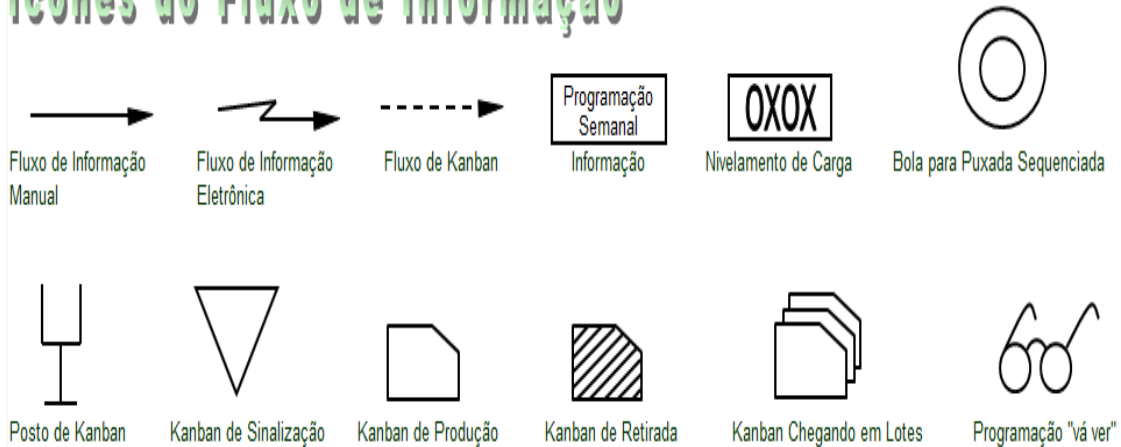 Ícones do Fluxo de Informação
Programação
Semanal
OXOX
Fluxo de Informação
Manual
Fluxo de Informação
Eletrônica
Fluxo de Kanban
Informação
Nivelamento de Carga
Bola para Puxada Sequenciada
Posto de Kanban
Kanban de Sinalização
Kanban de Produção
Kanban de Retirada
Kanban Chegando em Lotes
Programação "vá ver"